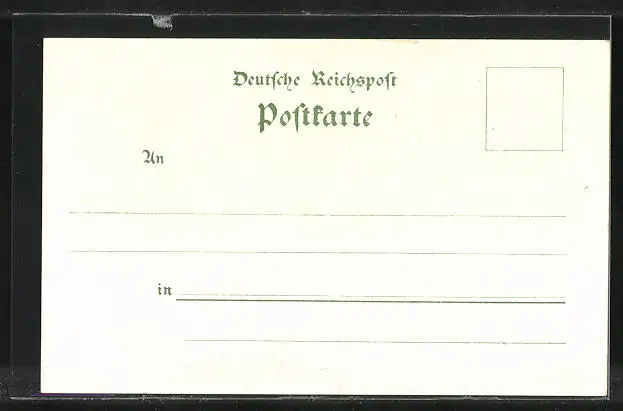 Deutſche Reichspoſt
Poſtkarte
An
in